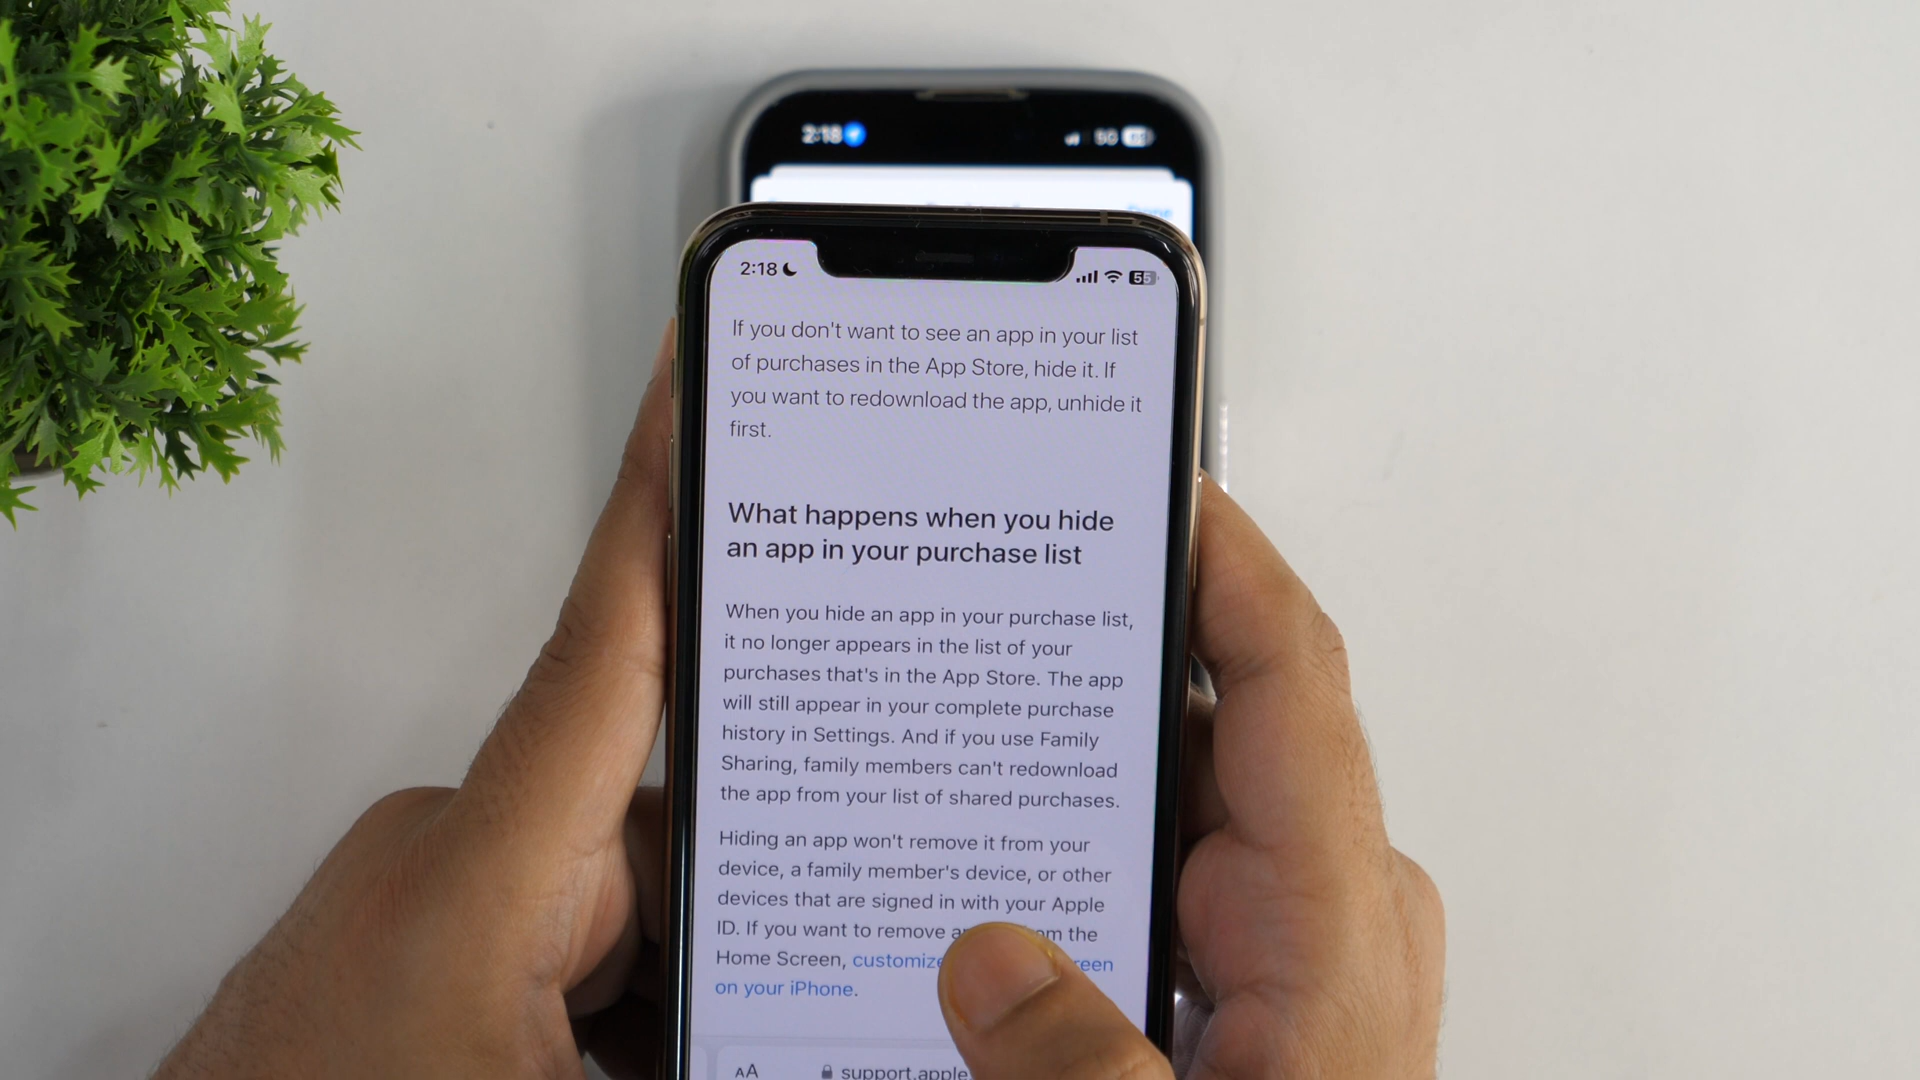 2:18
5G
Done
2:18
55
If you don't want to see an app in your list
of purchases in the App Store, hide it. If
you want to redownload the app, unhide it
first.
What happens when you hide
an app in your purchase list
When you hide an app in your purchase list,
it no longer appears in the list of your
purchases that's in the App Store. The app
will still appear in your complete purchase
history in Settings. And if you use Family
Sharing, family members can't redownload
the app from your list of shared purchases.
Hiding an app won't remove it from your
device, a family member's device, or other
devices that are signed in with your Apple
ID. If you want to remove the
Home Screen, customize
on your iPhone.
AA support.apple.